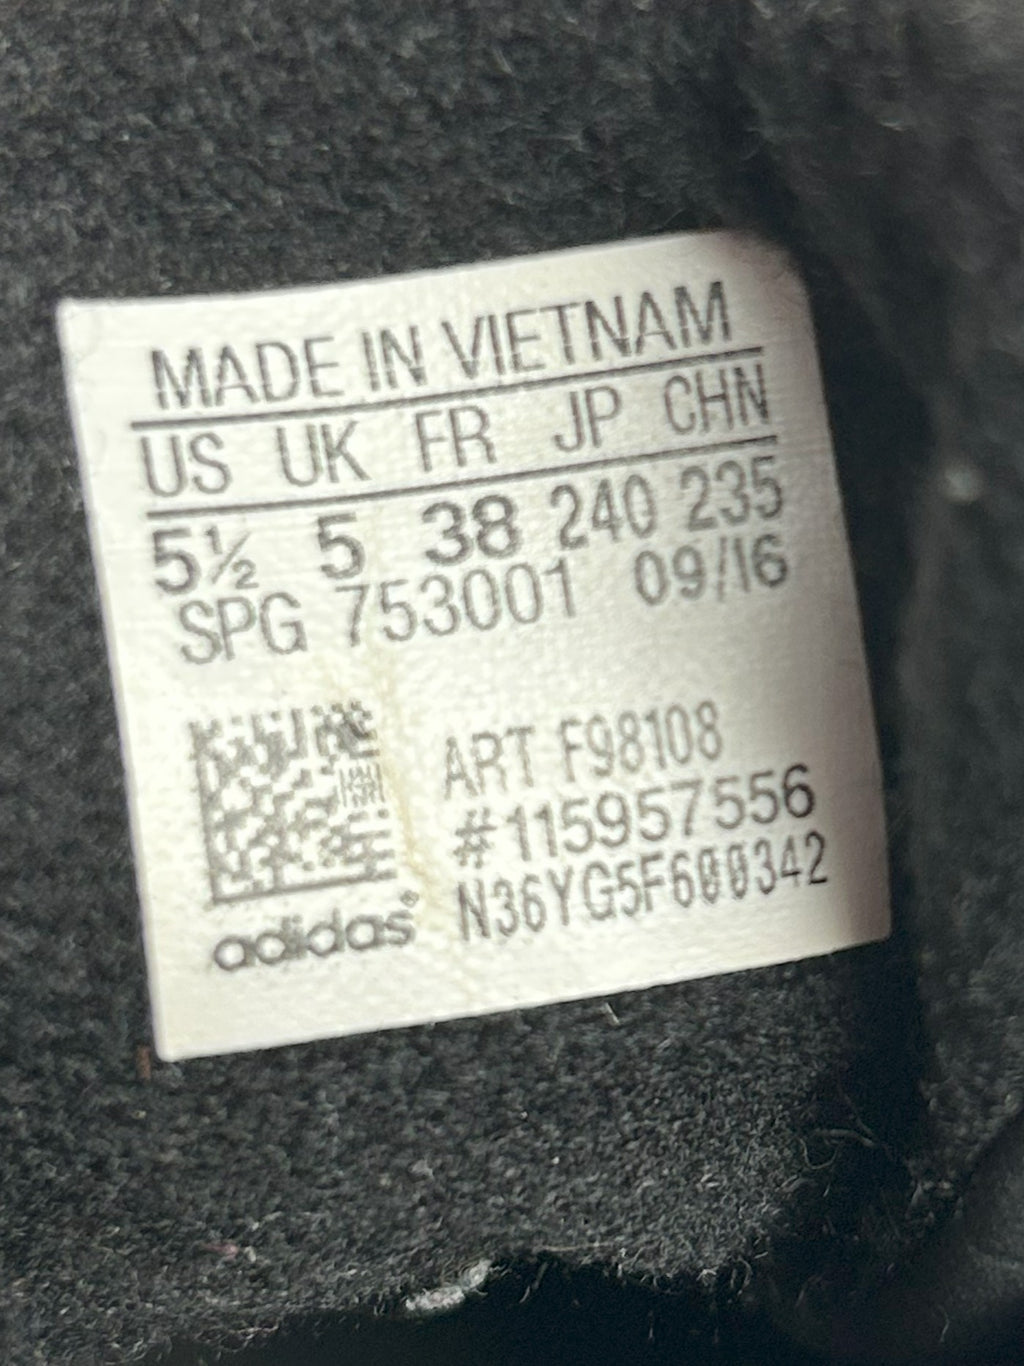 MADE IN VIETNAM
US UK FR JP CHN
5½ 5 38 240 235
SPG 753001 09/16
ART F98108
#115957556
N36YG5F600342
adidas®